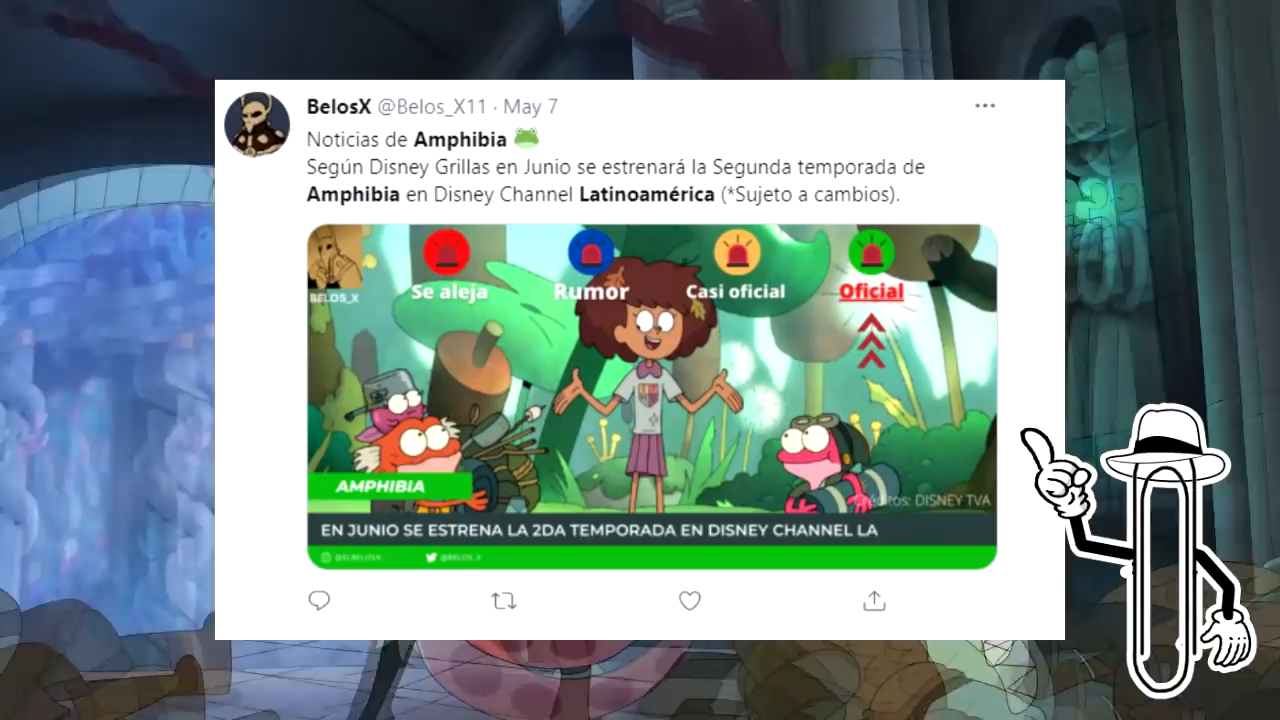 BelosX @Belos_X11 · May 7
Noticias de Amphibia 🐸
Según Disney Grillas en Junio se estrenará la Segunda temporada de
Amphibia en Disney Channel Latinoamérica (*Sujeto a cambios).
BELOS_X
Se aleja Rumor Casi oficial Oficial
AMPHIBIA
Créditos: DISNEY TVA
EN JUNIO SE ESTRENA LA 2DA TEMPORADA EN DISNEY CHANNEL LA
@BELOS_X